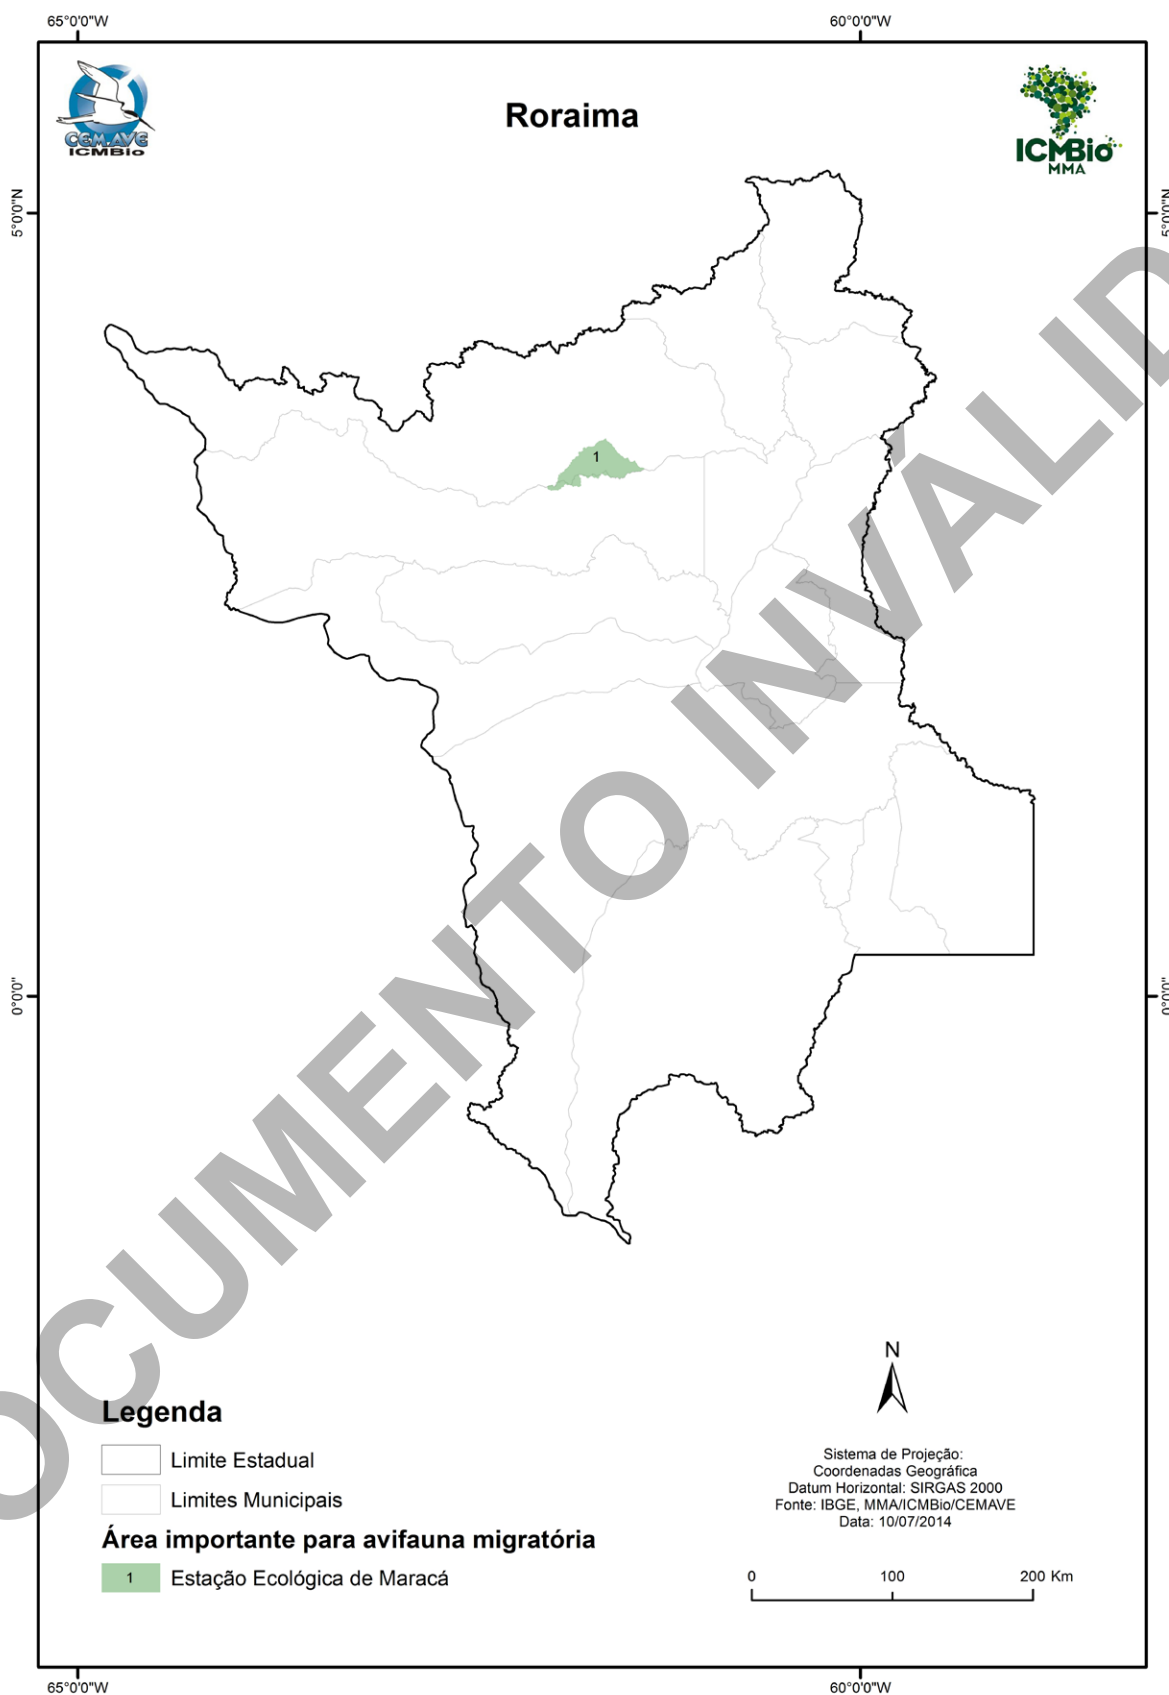 65°0'0"W
60°0'0"W
CEMAVE
ICMBio
Roraima
ICMBio
MMA
5°0'0"N
5°0'0"N
1
0°0'0"
0°0'0"
DOCUMENTO INVÁLID
N
Legenda
Limite Estadual
Limites Municipais
Área importante para avifauna migratória
1 Estação Ecológica de Maracá
Sistema de Projeção:
Coordenadas Geográfica
Datum Horizontal: SIRGAS 2000
Fonte: IBGE, MMA/ICMBio/CEMAVE
Data: 10/07/2014
0 100 200 Km
65°0'0"W
60°0'0"W